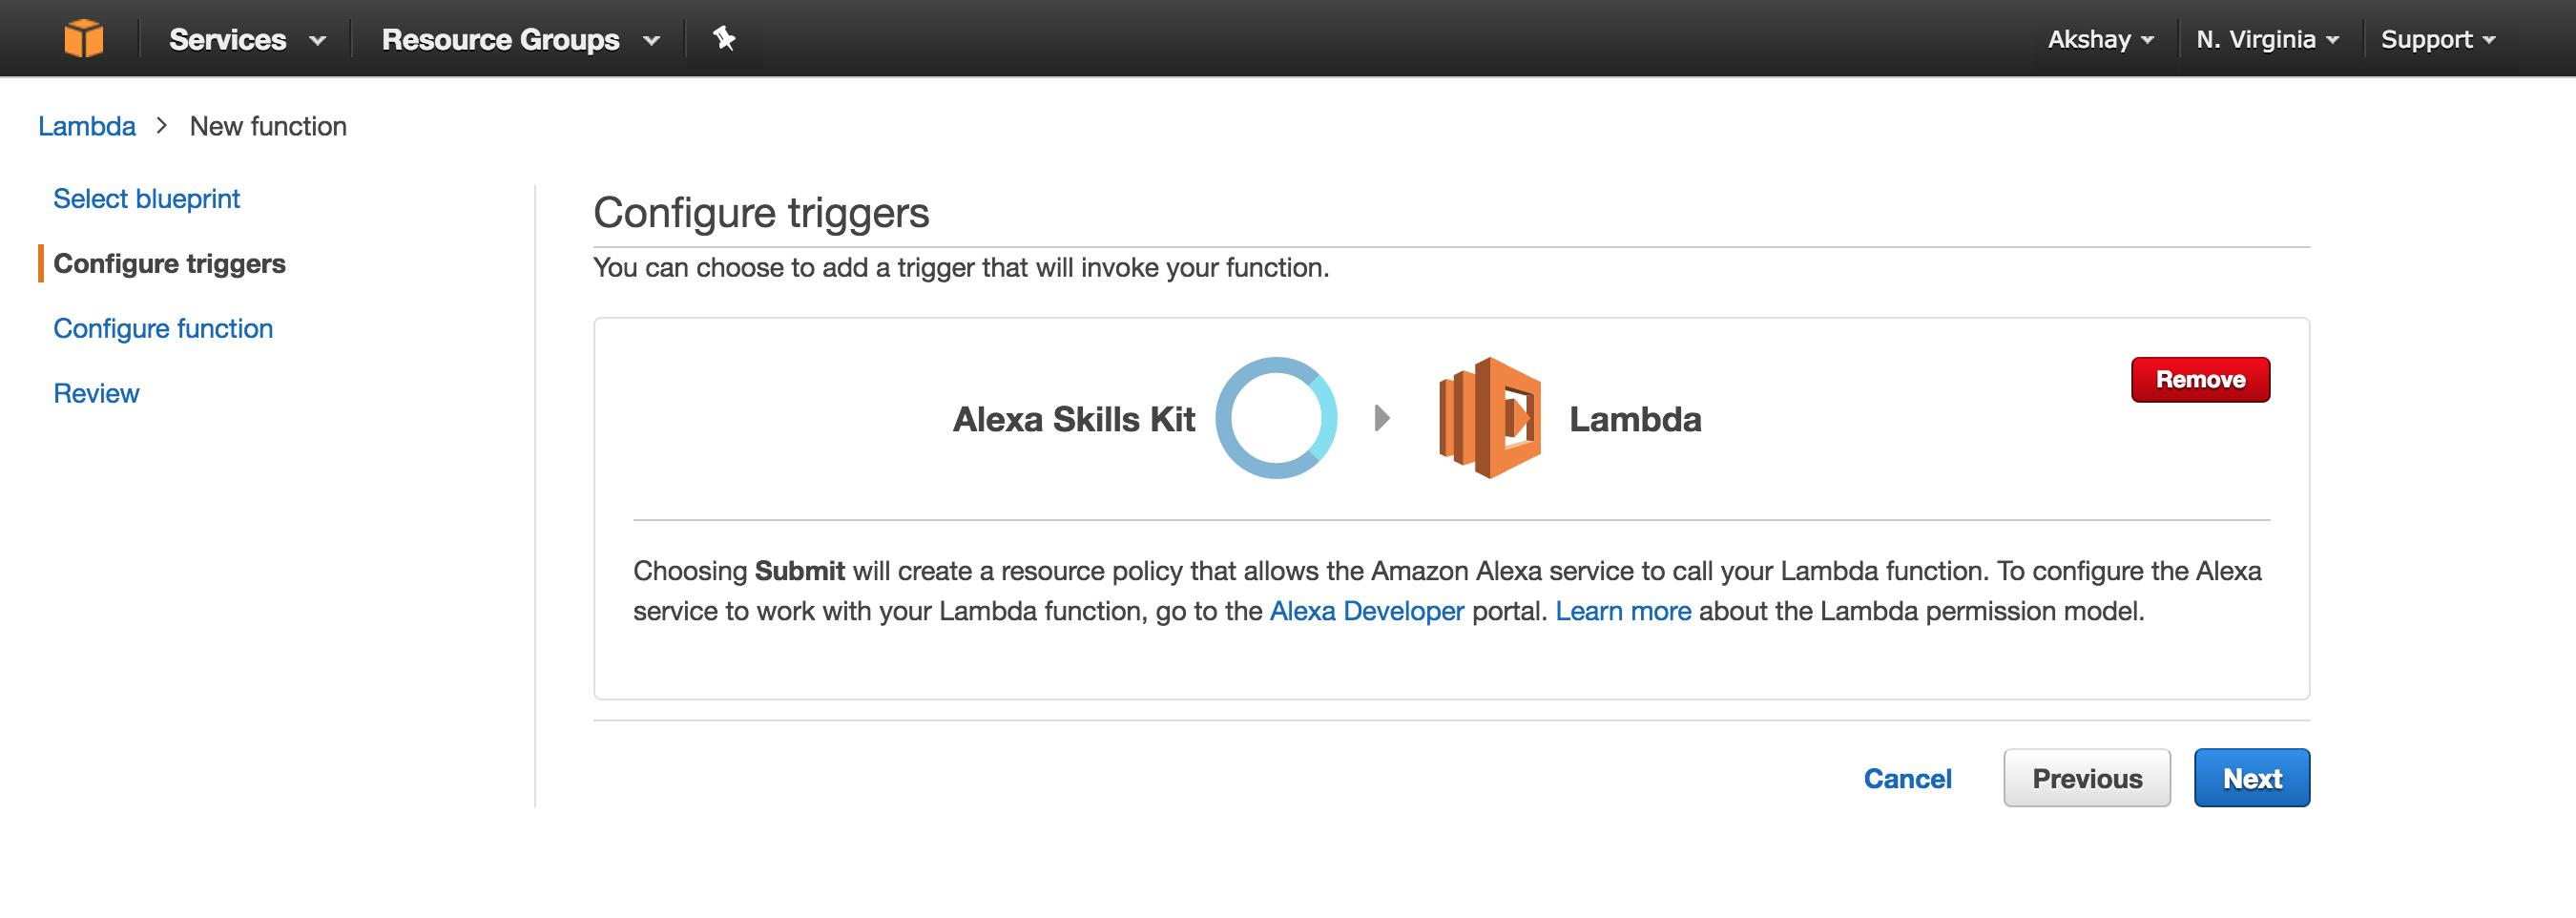 Services Resource Groups Akshay N. Virginia Support
Lambda > New function
Select blueprint
Configure triggers
Configure function
Review
Configure triggers
You can choose to add a trigger that will invoke your function.
Remove
Alexa Skills Kit Lambda
Choosing Submit will create a resource policy that allows the Amazon Alexa service to call your Lambda function. To configure the Alexa
service to work with your Lambda function, go to the Alexa Developer portal. Learn more about the Lambda permission model.
Cancel Previous Next